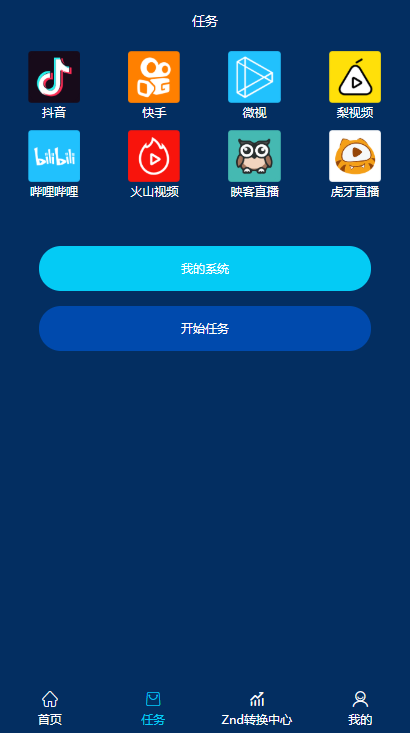 任务
抖音 快手 微视 梨视频
bilibili
哔哩哔哩 火山视频 映客直播 虎牙直播
我的系统
开始任务
首页 任务 Znd转换中心 我的